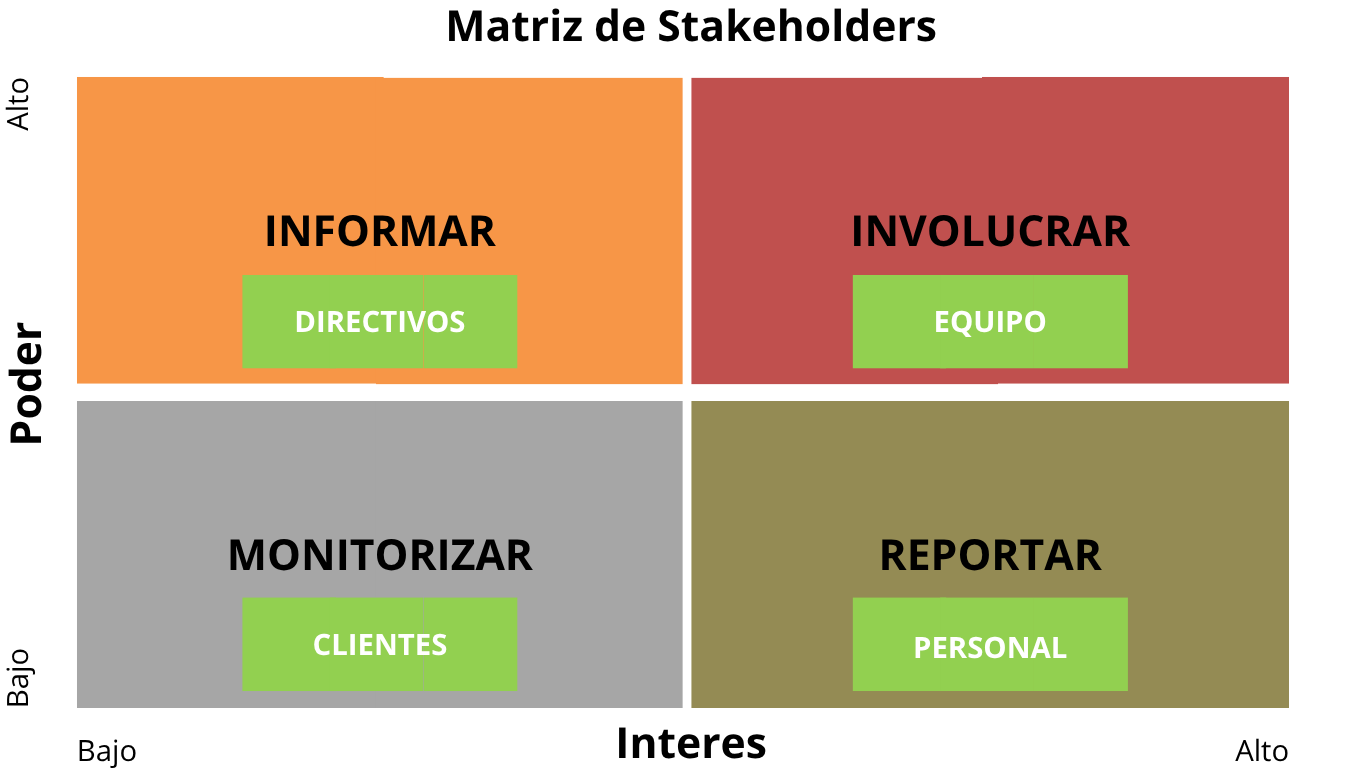 Matriz de Stakeholders
Alto
INFORMAR
INVOLUCRAR
DIRECTIVOS
EQUIPO
Poder
MONITORIZAR
REPORTAR
CLIENTES
PERSONAL
Bajo
Bajo
Interes
Alto